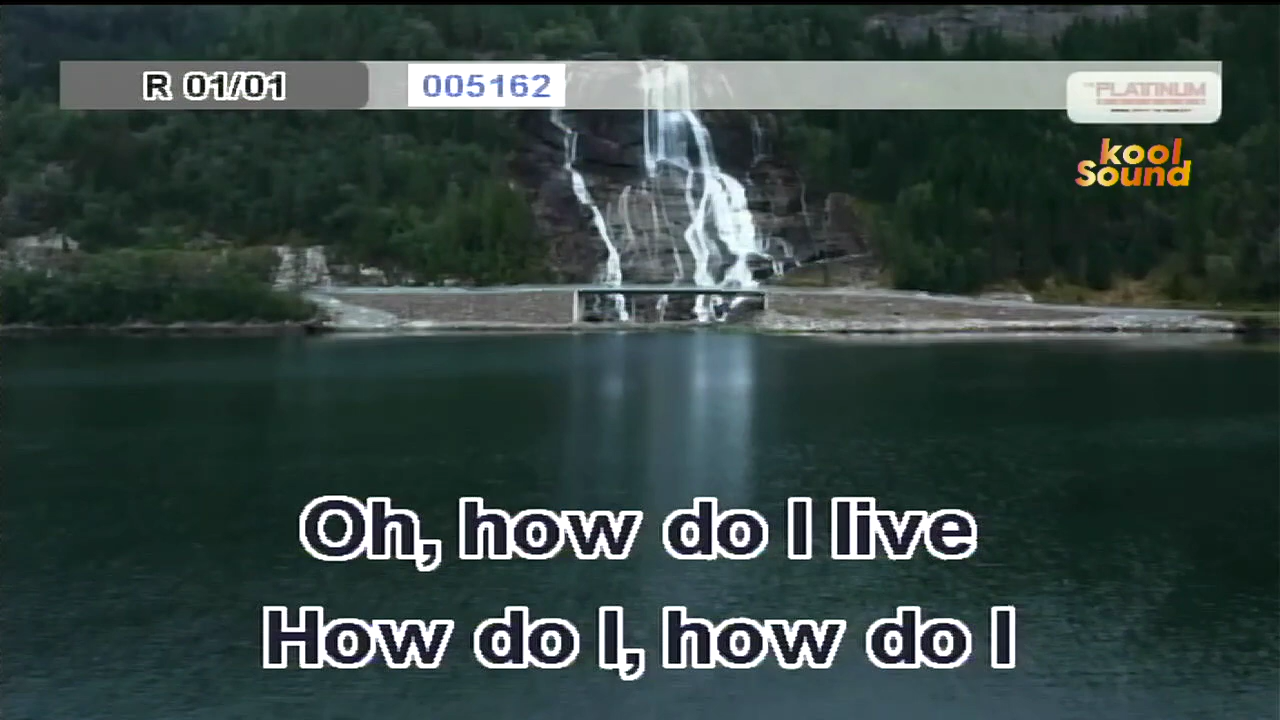 R 01/01
005162
PLATINUM
kool
Sound
Oh, how do I live
How do I, how do I